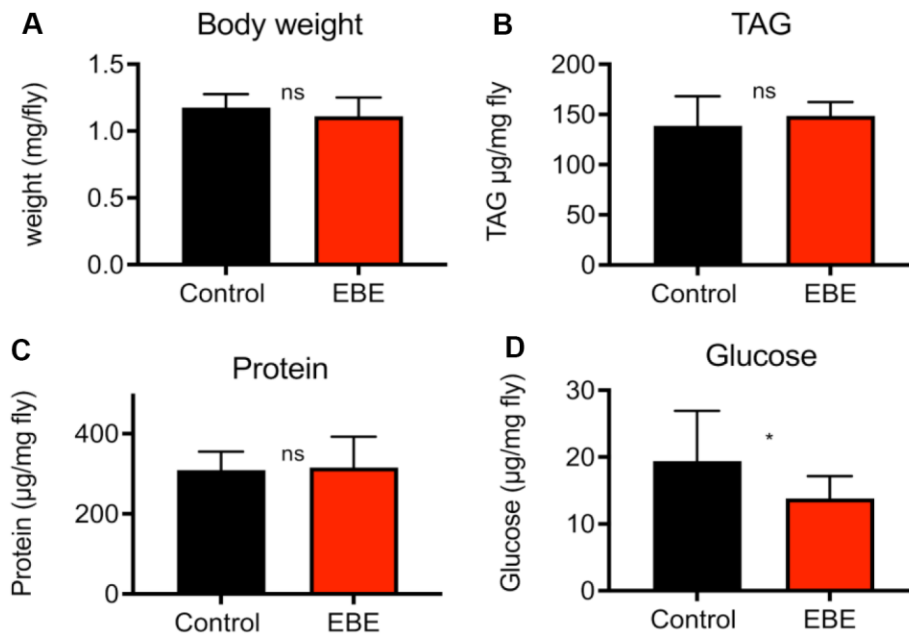 A
Body weight
weight (mg/fly)
1.5
1.0
0.5
0.0
ns
Control
EBE
B
TAG
TAG µg/mg fly
200
150
100
50
0
ns
Control
EBE
C
Protein
Protein (µg/mg fly)
400
200
0
ns
Control
EBE
D
Glucose
Glucose (µg/mg fly)
30
20
10
0
*
Control
EBE